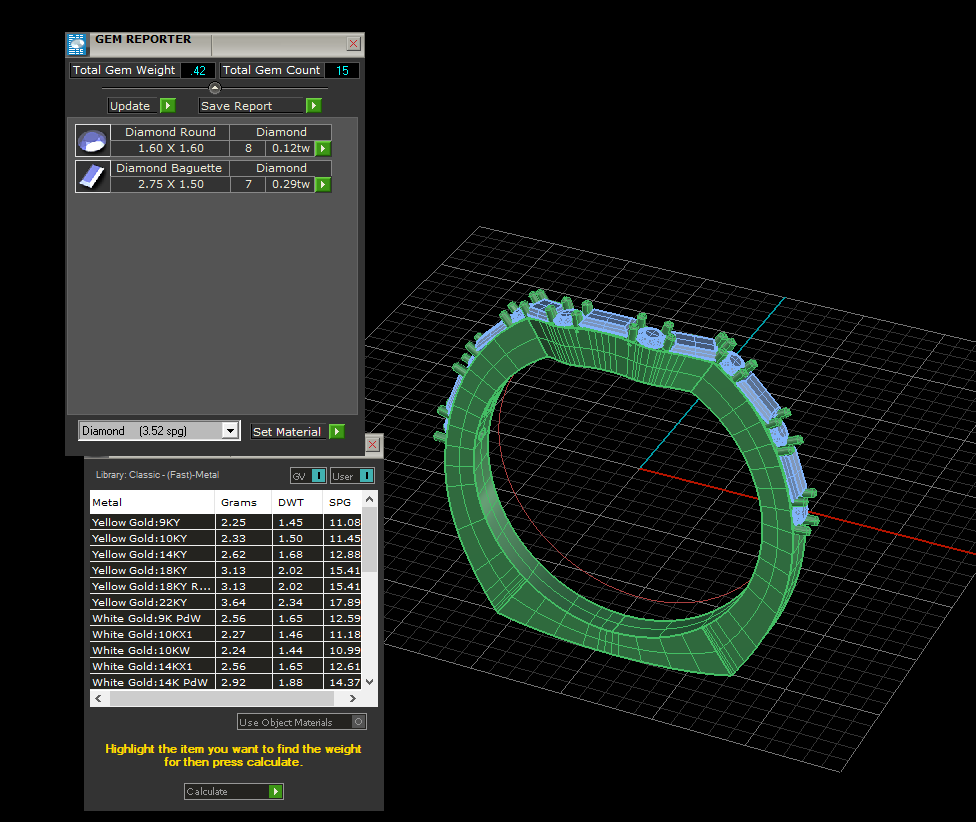 GEM REPORTER
Total Gem Weight .42 Total Gem Count 15
Update Save Report
Diamond Round Diamond
1.60 X 1.60 8 0.12tw
Diamond Baguette Diamond
2.75 X 1.50 7 0.29tw
Diamond (3.52 spg) Set Material
Library: Classic - (Fast)-Metal GV User
Metal Grams DWT SPG
Yellow Gold:9KY 2.25 1.45 11.08
Yellow Gold:10KY 2.33 1.50 11.45
Yellow Gold:14KY 2.62 1.68 12.88
Yellow Gold:18KY 3.13 2.02 15.41
Yellow Gold:18KY R... 3.13 2.02 15.41
Yellow Gold:22KY 3.64 2.34 17.89
White Gold:9K PdW 2.56 1.65 12.59
White Gold:10KX1 2.27 1.46 11.18
White Gold:10KW 2.24 1.44 10.99
White Gold:14KX1 2.56 1.65 12.61
White Gold:14K PdW 2.92 1.88 14.37
Use Object Materials
Highlight the item you want to find the weight
for then press calculate.
Calculate